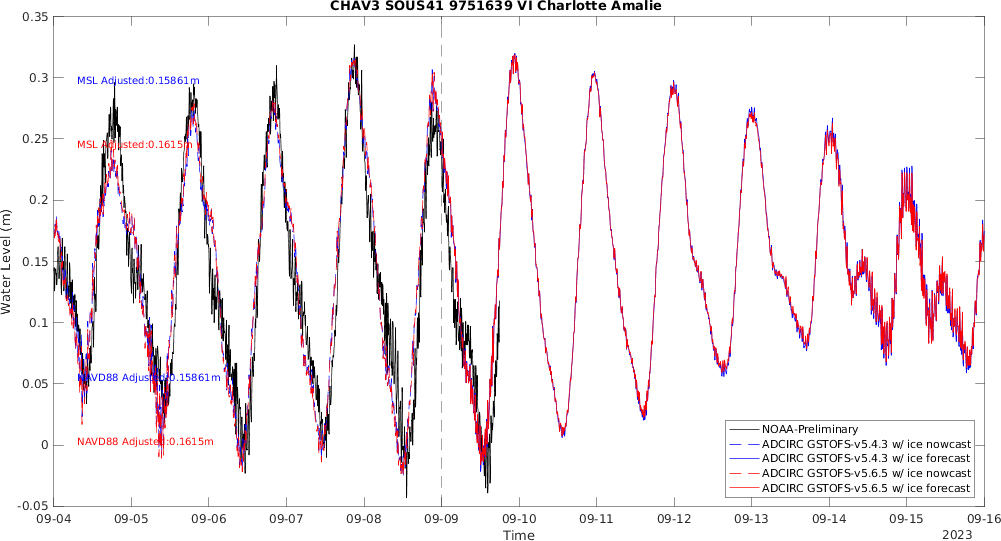 CHAV3 SOUS41 9751639 VI Charlotte Amalie
0.35
0.3
0.25
0.2
0.15
0.1
0.05
0
-0.05
Water Level (m)
MSL Adjusted:0.15861m
MSL Adjusted:0.1615m
NAVD88 Adjusted:0.15861m
NAVD88 Adjusted:0.1615m
NOAA-Preliminary
ADCIRC GSTOFS-v5.4.3 w/ ice nowcast
ADCIRC GSTOFS-v5.4.3 w/ ice forecast
ADCIRC GSTOFS-v5.6.5 w/ ice nowcast
ADCIRC GSTOFS-v5.6.5 w/ ice forecast
09-04 09-05 09-06 09-07 09-08 09-09 09-10 09-11 09-12 09-13 09-14 09-15 09-16
Time
2023